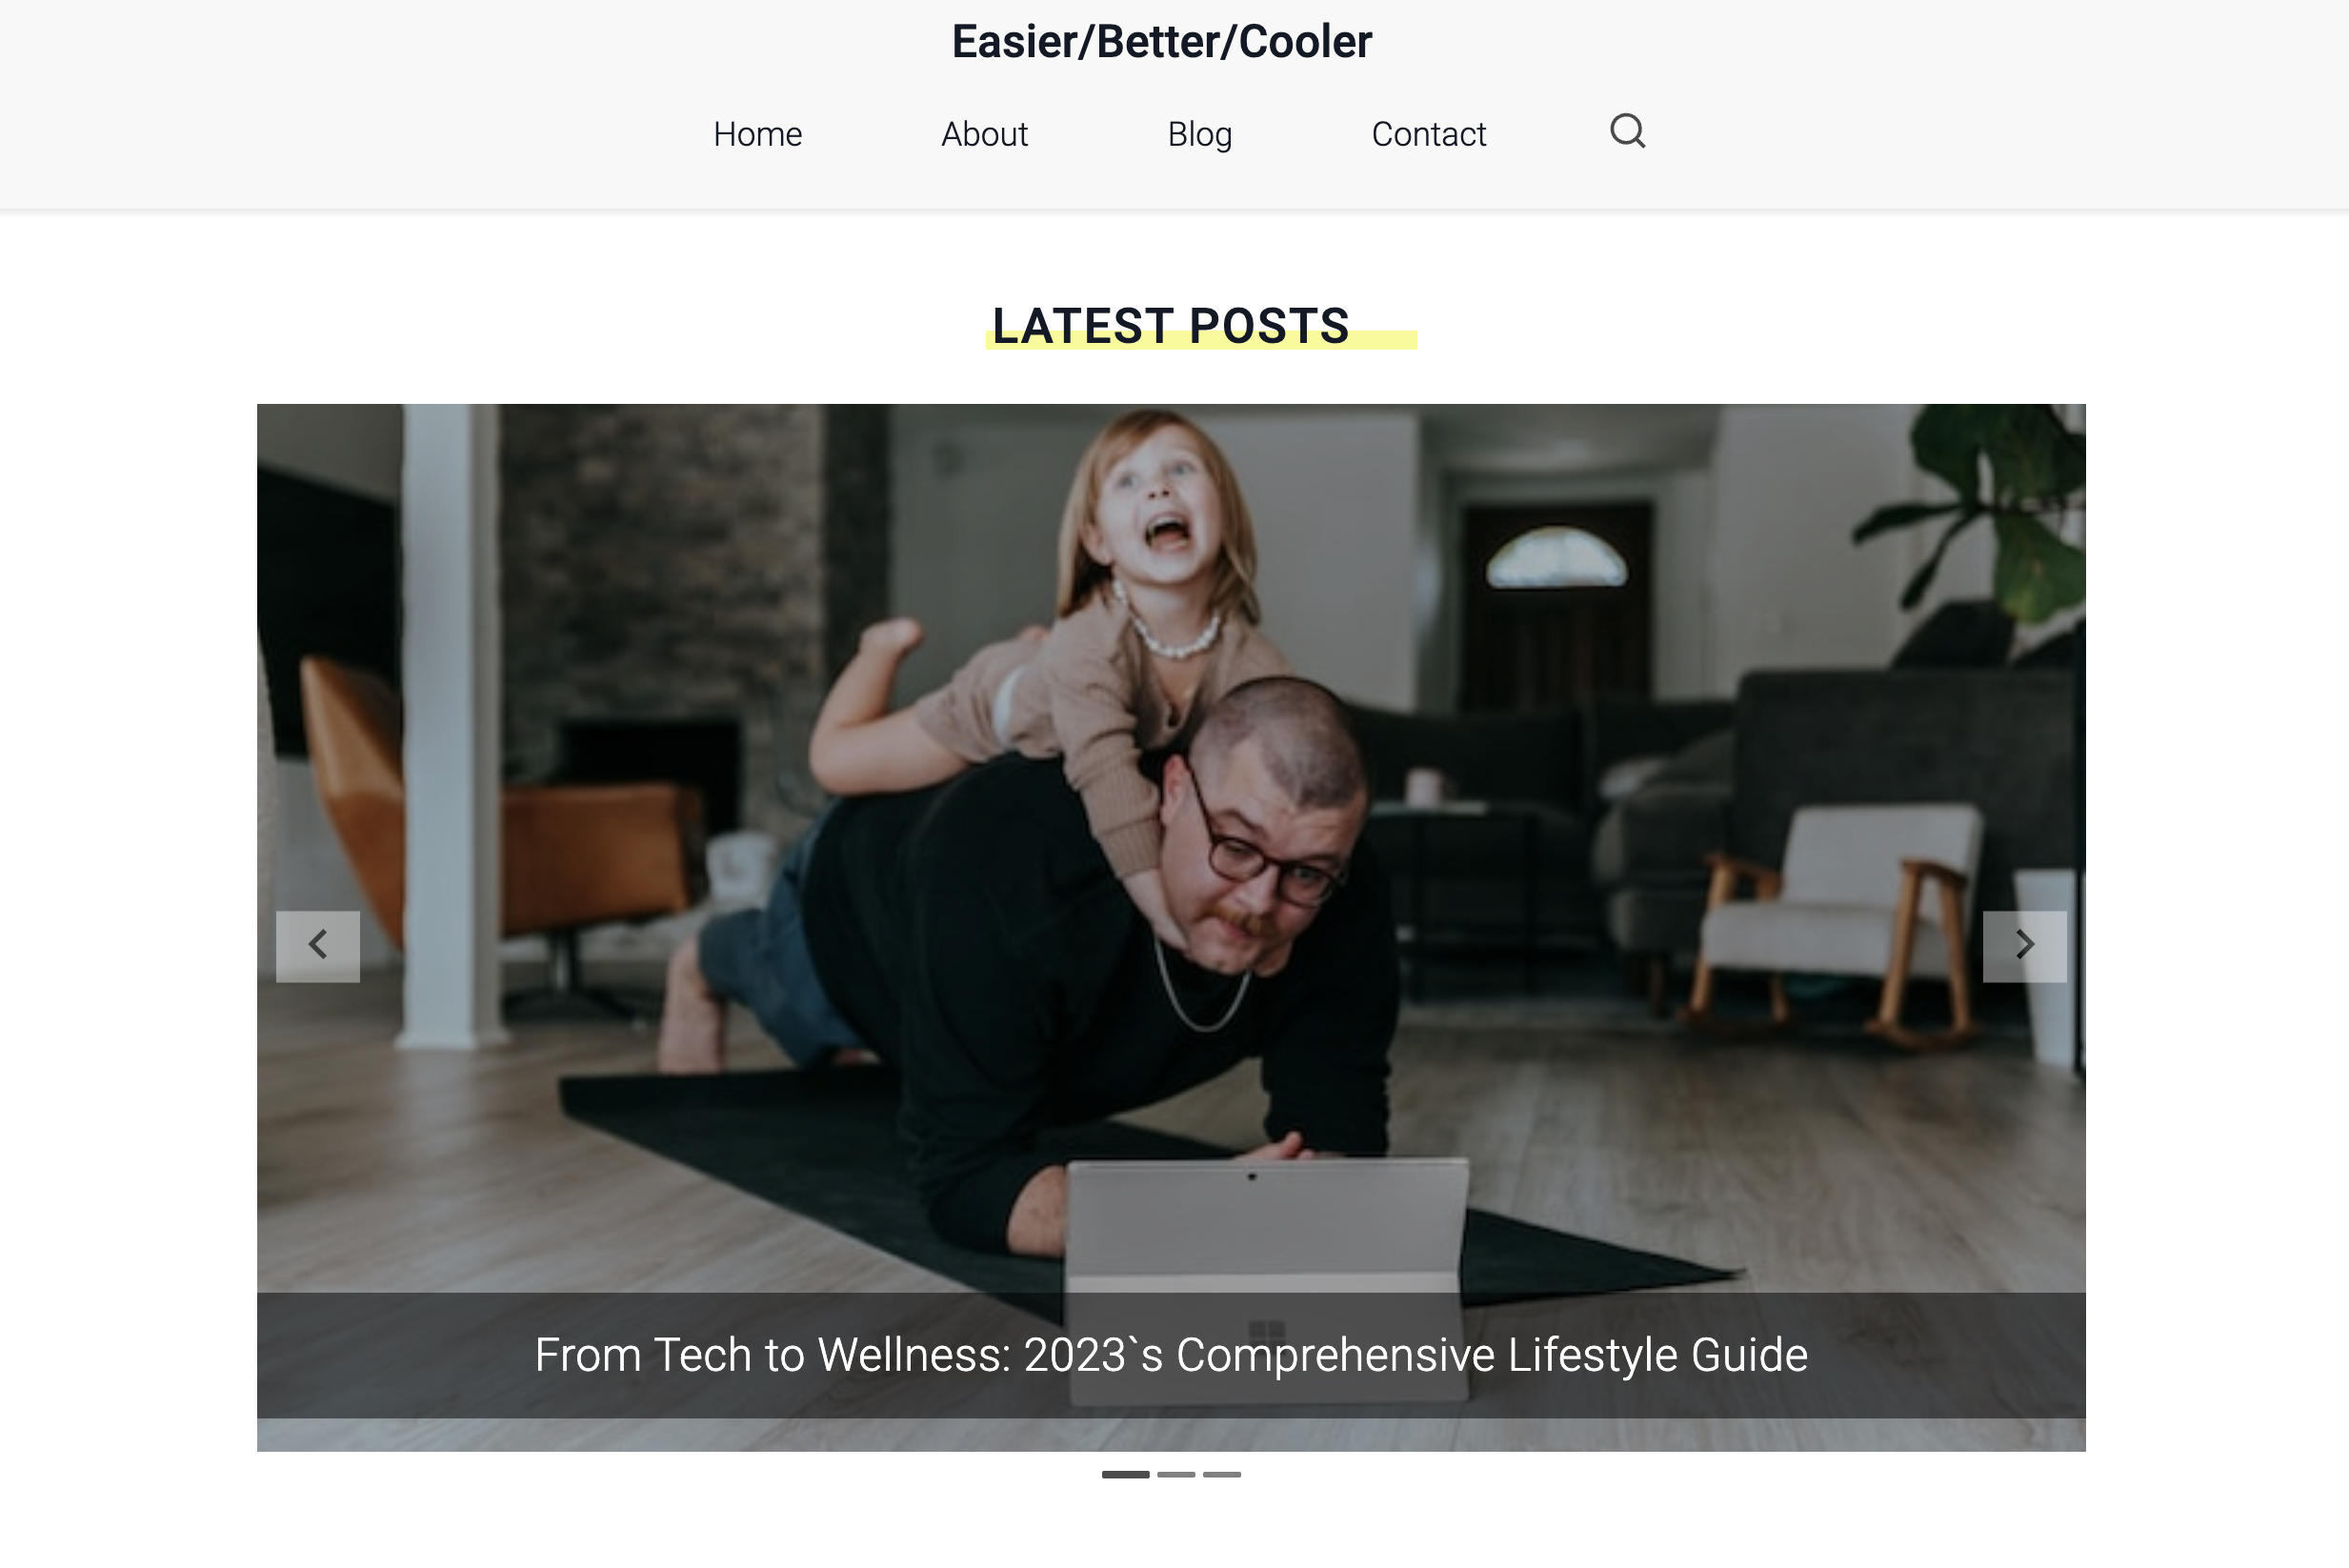 Easier/Better/Cooler
Home About Blog Contact
LATEST POSTS
From Tech to Wellness: 2023`s Comprehensive Lifestyle Guide